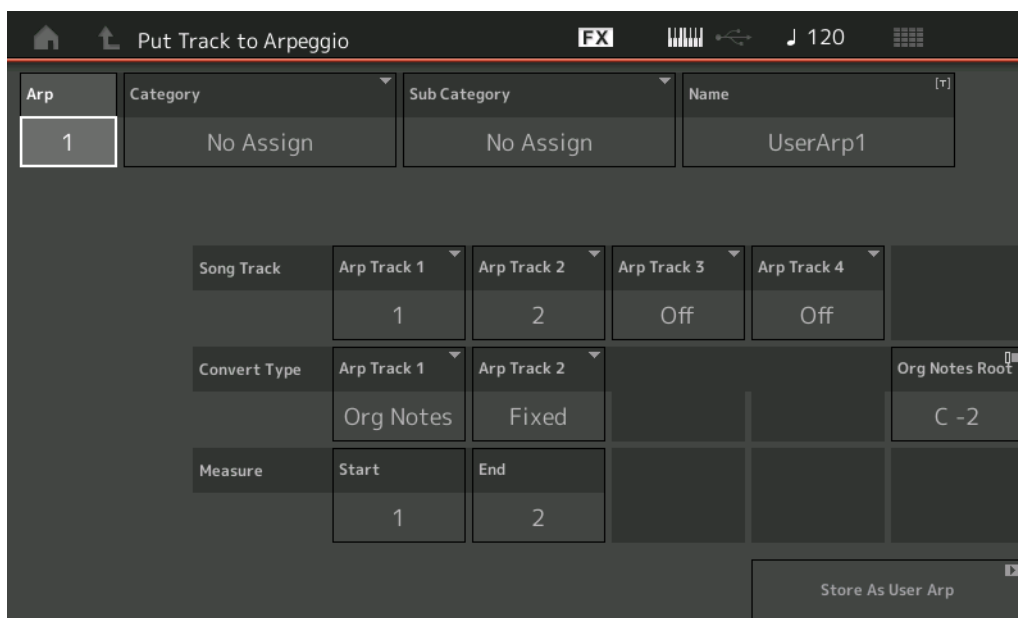 Put Track to Arpeggio FX ♩ 120
Arp Category Sub Category Name [T]
1 No Assign No Assign UserArp1
Song Track Arp Track 1 Arp Track 2 Arp Track 3 Arp Track 4
1 2 Off Off
Convert Type Arp Track 1 Arp Track 2 Org Notes Root
Org Notes Fixed C -2
Measure Start End
1 2
Store As User Arp